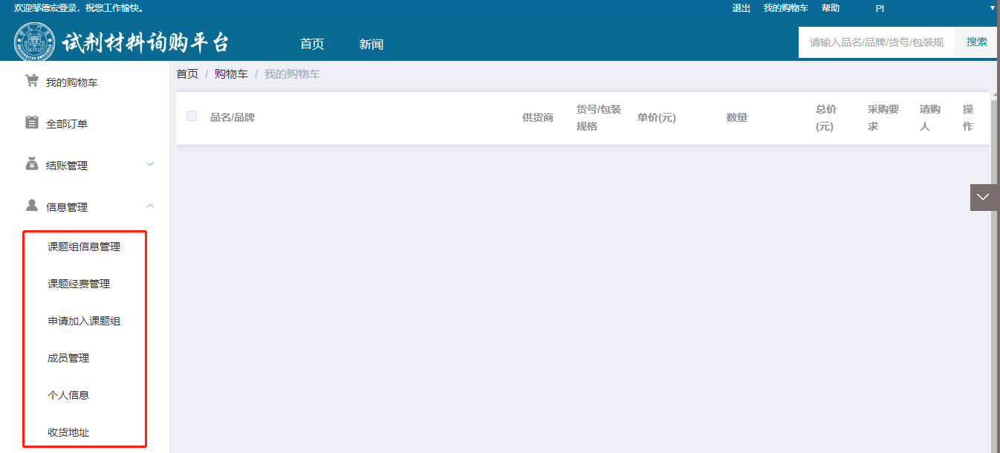 欢迎邹德宏登录，祝您工作愉快。
退出 我的购物车 帮助 PI
试剂材料询购平台
首页 新闻
请输入品名/品牌/货号/包装规 搜索
首页 / 购物车 / 我的购物车
我的购物车
全部订单
结账管理
信息管理
课题组信息管理
课题经费管理
申请加入课题组
成员管理
个人信息
收货地址
品名/品牌 供货商 货号/包装 单价(元) 数量 总价 采购要 请购 操
规格 (元) 求 人 作